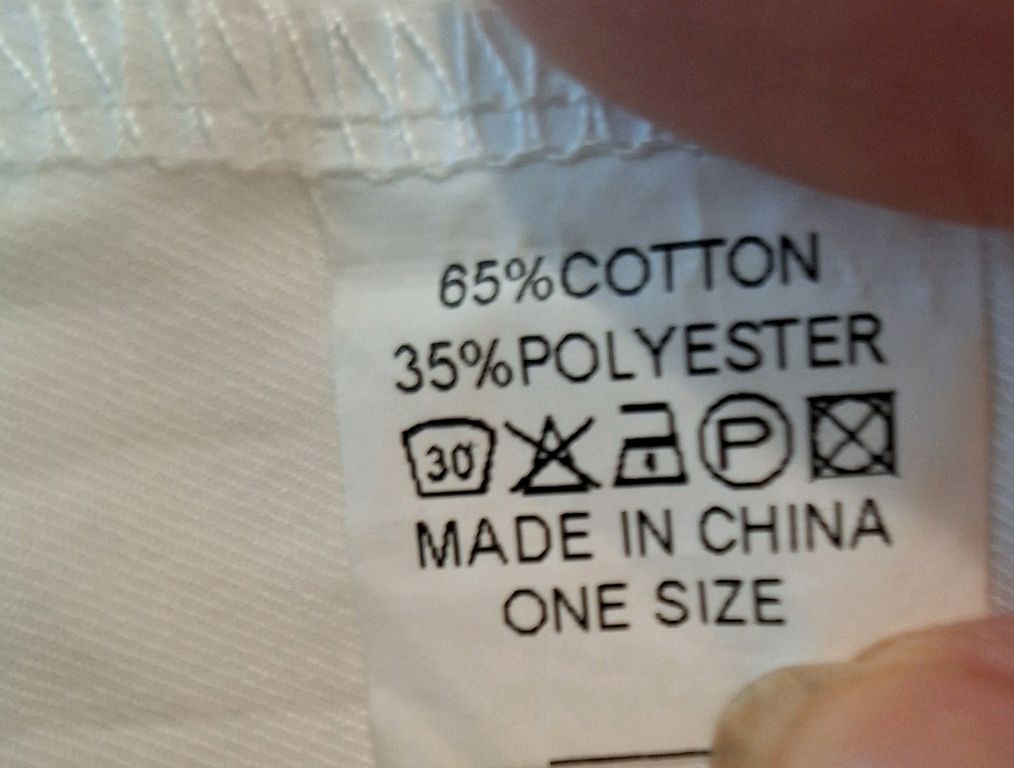 65%COTTON
35%POLYESTER
30 P
MADE IN CHINA
ONE SIZE